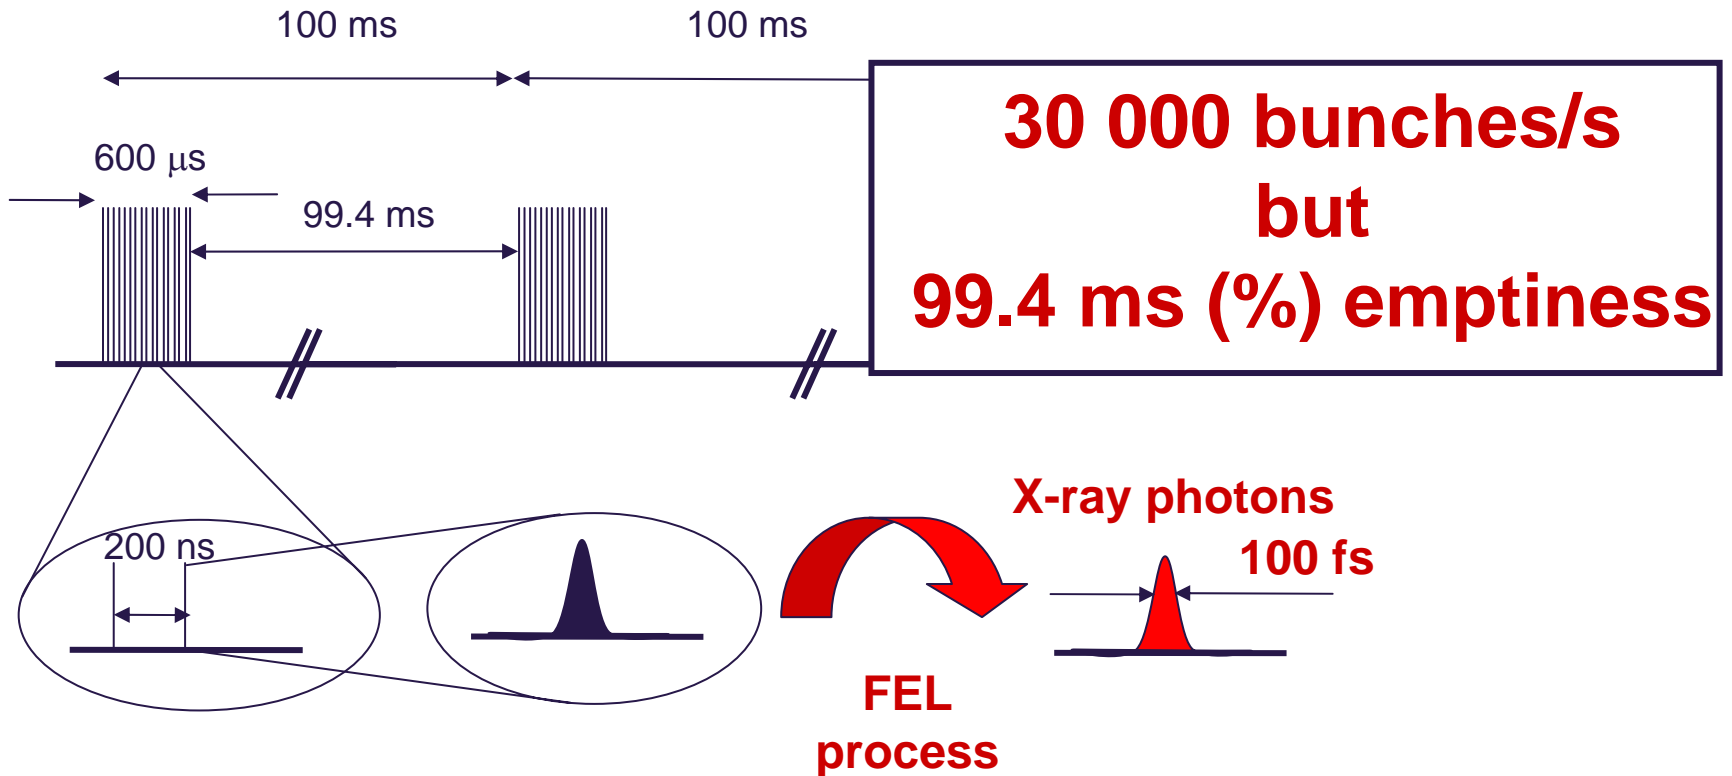 100 ms
100 ms
30 000 bunches/s
but
99.4 ms (%) emptiness
600 μs
99.4 ms
200 ns
X-ray photons
100 fs
FEL
process